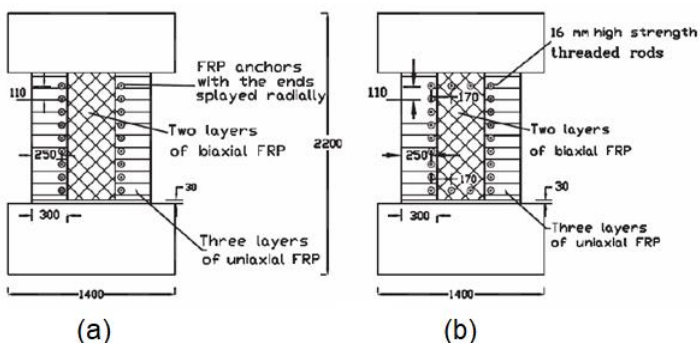 FRP anchors
with the ends
splayed radially
110
Two layers
of biaxial FRP
250
30
300
Three layers
of uniaxial FRP
1400
2200
(a)
16 mm high strength
threaded rods
110
170
Two layers
of biaxial FRP
250
170
30
300
Three layers
of uniaxial FRP
1400
(b)